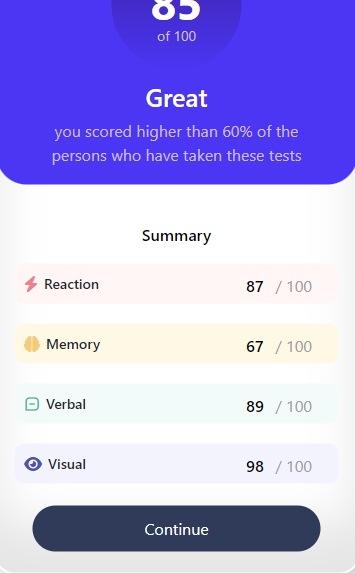 85
of 100
Great
you scored higher than 60% of the
persons who have taken these tests
Summary
Reaction 87 / 100
Memory 67 / 100
Verbal 89 / 100
Visual 98 / 100
Continue